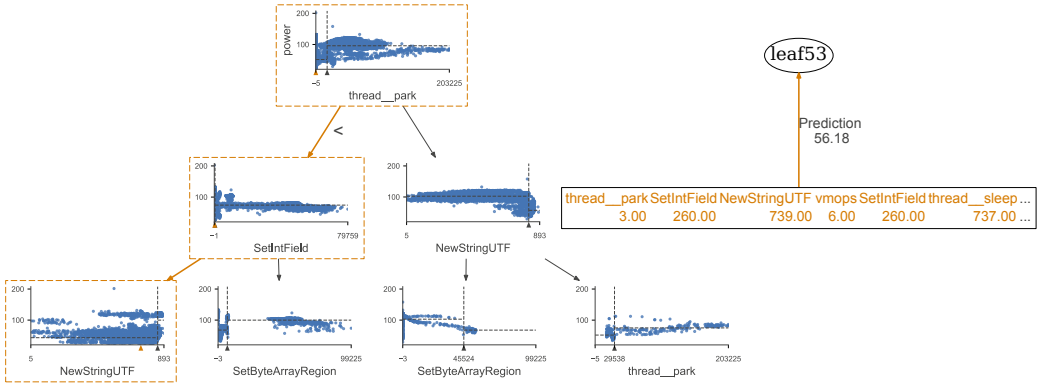 200
100
power
−5
203225
thread__park
<
leaf53
Prediction
56.18
200
100
−1
79759
SetIntField
200
100
5
893
NewStringUTF
thread__park SetIntField NewStringUTF vmops SetIntField thread__sleep ...
3.00 260.00 739.00 6.00 260.00 737.00 ...
200
100
5
893
NewStringUTF
200
100
−3
99225
SetByteArrayRegion
200
100
−3
45524
99225
SetByteArrayRegion
200
100
−5
29538
203225
thread__park